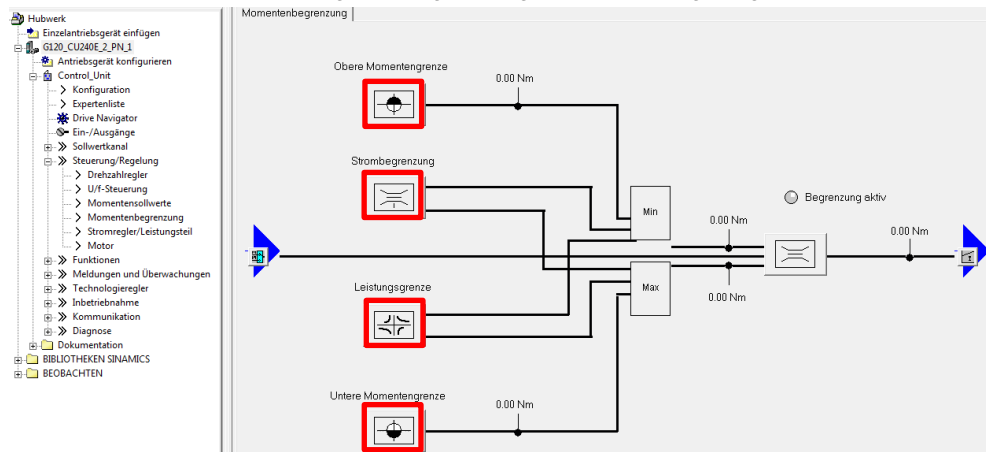 Hubwerk
Einzelantriebsgerät einfügen
G120_CU240E_2_PN_1
Antriebsgerät konfigurieren
Control_Unit
Konfiguration
Expertenliste
Drive Navigator
Ein-/Ausgänge
Sollwertkanal
Steuerung/Regelung
Drehzahlregler
U/f-Steuerung
Momentensollwerte
Momentenbegrenzung
Stromregler/Leistungsteil
Motor
Funktionen
Meldungen und Überwachungen
Technologieregler
Inbetriebnahme
Kommunikation
Diagnose
Dokumentation
BIBLIOTHEKEN SINAMICS
BEOBACHTEN
Momentenbegrenzung
Obere Momentengrenze
0.00 Nm
Strombegrenzung
Min
Begrenzung aktiv
0.00 Nm
0.00 Nm
Leistungsgrenze
Max
0.00 Nm
Untere Momentengrenze
0.00 Nm